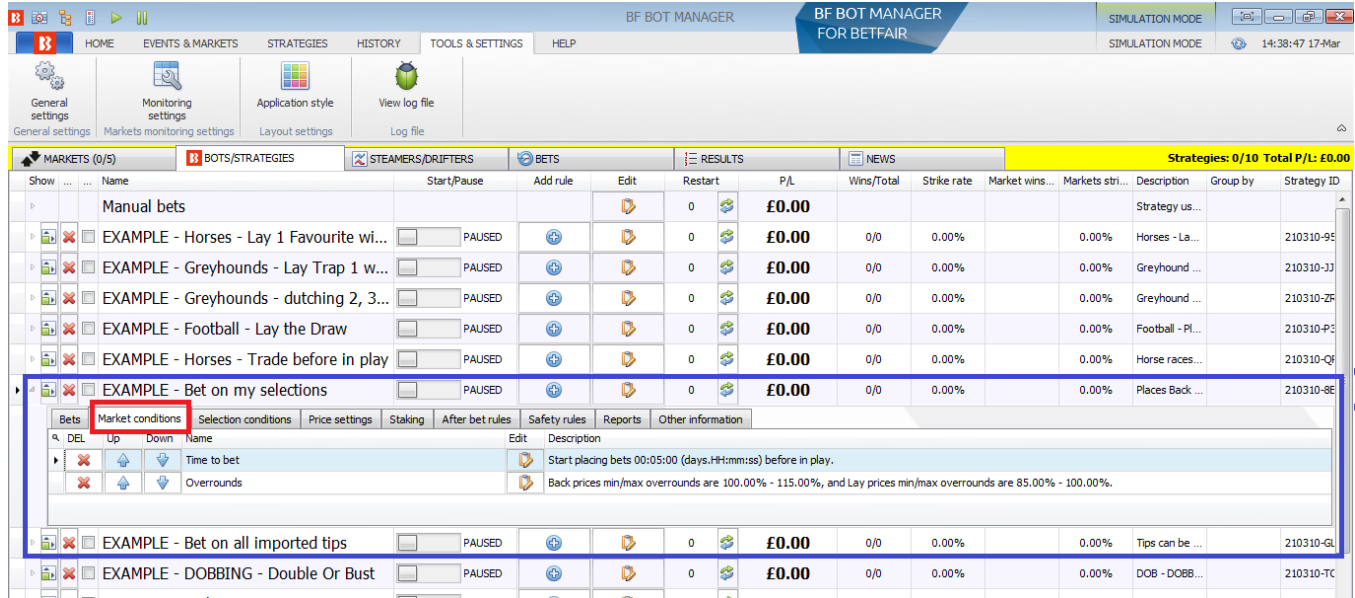 BF BOT MANAGER
BF BOT MANAGER
FOR BETFAIR
SIMULATION MODE
HOME EVENTS & MARKETS STRATEGIES HISTORY TOOLS & SETTINGS HELP
SIMULATION MODE 14:38:47 17-Mar
General settings
Monitoring settings
Application style
View log file
General settings Markets monitoring settings Layout settings Log file
MARKETS (0/5) BOTS/STRATEGIES STEAMERS/DRIFTERS BETS RESULTS NEWS Strategies: 0/10 Total P/L: £0.00
Show ... ... Name Start/Pause Add rule Edit Restart P/L Wins/Total Strike rate Market wins... Markets stri... Description Group by Strategy ID
Manual bets 0 £0.00 Strategy us...
EXAMPLE - Horses - Lay 1 Favourite wi... PAUSED 0 £0.00 0/0 0.00% 0.00% Horses - La... 210310-95
EXAMPLE - Greyhounds - Lay Trap 1 w... PAUSED 0 £0.00 0/0 0.00% 0.00% Greyhound ... 210310-JJ
EXAMPLE - Greyhounds - dutching 2, 3... PAUSED 0 £0.00 0/0 0.00% 0.00% Greyhound ... 210310-ZR
EXAMPLE - Football - Lay the Draw PAUSED 0 £0.00 0/0 0.00% 0.00% Football - Pl... 210310-P3
EXAMPLE - Horses - Trade before in play PAUSED 0 £0.00 0/0 0.00% 0.00% Horse races... 210310-QF
EXAMPLE - Bet on my selections PAUSED 0 £0.00 0/0 0.00% 0.00% Places Back ... 210310-8E
Bets Market conditions Selection conditions Price settings Staking After bet rules Safety rules Reports Other information
DEL Up Down Name Edit Description
Time to bet Start placing bets 00:05:00 (days.HH:mm:ss) before in play.
Overrounds Back prices min/max overrounds are 100.00% - 115.00%, and Lay prices min/max overrounds are 85.00% - 100.00%.
EXAMPLE - Bet on all imported tips PAUSED 0 £0.00 0/0 0.00% 0.00% Tips can be ... 210310-GL
EXAMPLE - DOBBING - Double Or Bust PAUSED 0 £0.00 0/0 0.00% 0.00% DOB - DOBB... 210310-TC